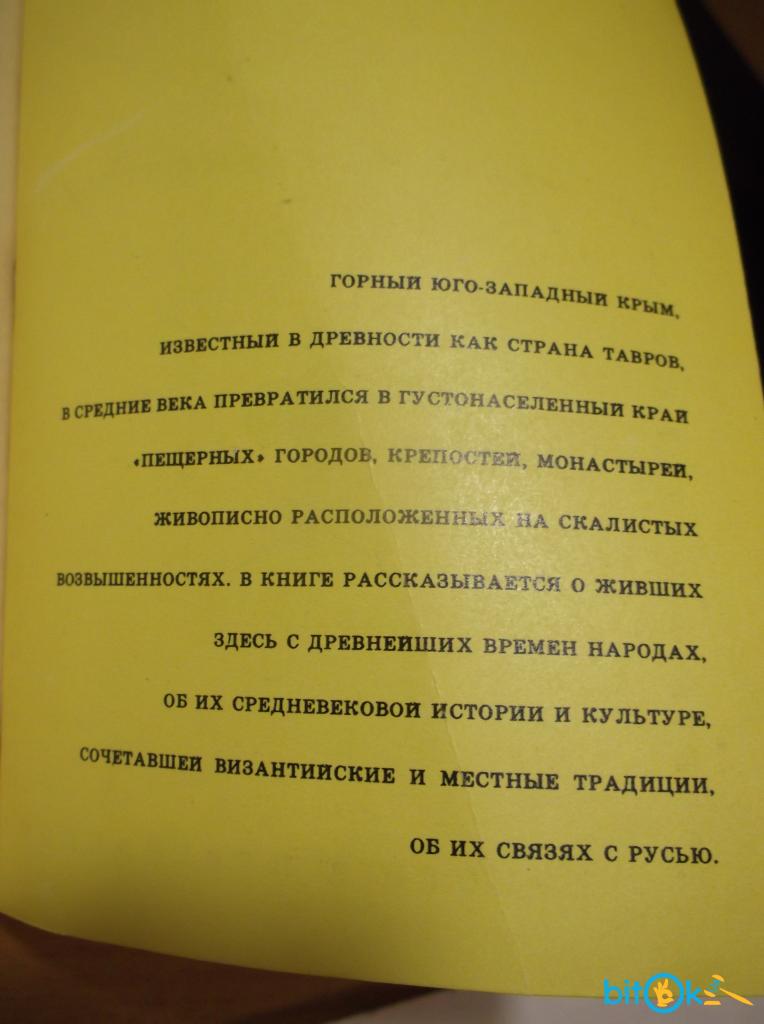 ГОРНЫЙ ЮГО-ЗАПАДНЫЙ КРЫМ,
ИЗВЕСТНЫЙ В ДРЕВНОСТИ КАК СТРАНА ТАВРОВ,
В СРЕДНИЕ ВЕКА ПРЕВРАТИЛСЯ В ГУСТОНАСЕЛЕННЫЙ КРАЙ
«ПЕЩЕРНЫХ» ГОРОДОВ, КРЕПОСТЕЙ, МОНАСТЫРЕЙ,
ЖИВОПИСНО РАСПОЛОЖЕННЫХ НА СКАЛИСТЫХ
ВОЗВЫШЕННОСТЯХ. В КНИГЕ РАССКАЗЫВАЕТСЯ О ЖИВШИХ
ЗДЕСЬ С ДРЕВНЕЙШИХ ВРЕМЕН НАРОДАХ,
ОБ ИХ СРЕДНЕВЕКОВОЙ ИСТОРИИ И КУЛЬТУРЕ,
СОЧЕТАВШЕЙ ВИЗАНТИЙСКИЕ И МЕСТНЫЕ ТРАДИЦИИ,
ОБ ИХ СВЯЗЯХ С РУСЬЮ.
bitOk